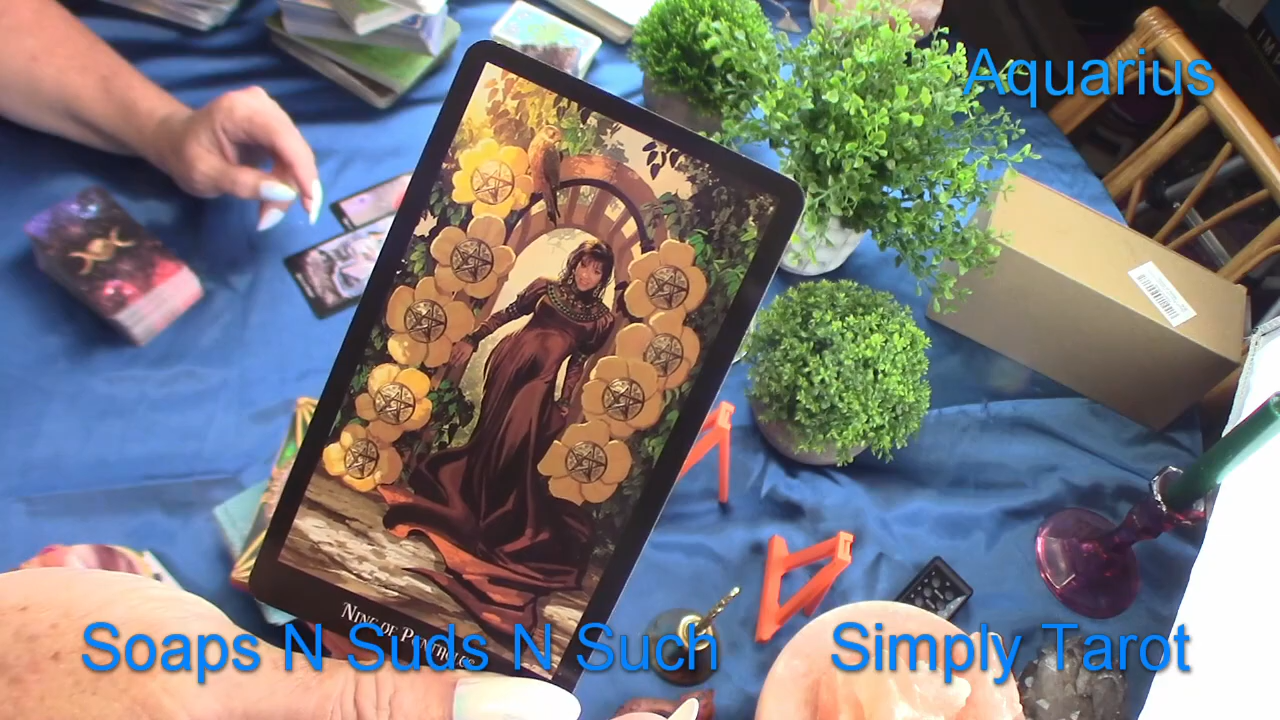 Aquarius
NINE OF PENTACLES
Soaps N Suds N Such
Simply Tarot